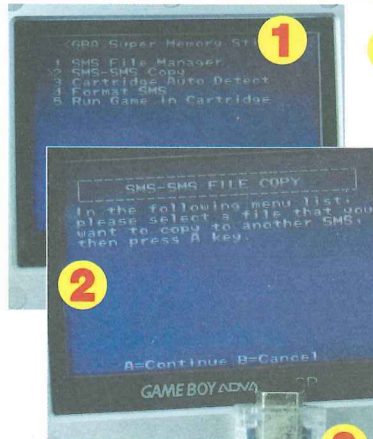 1
<GBA Super Memory Sti
1 SMS File Manager
2 SMS-SMS Copy
3 Cartridge Auto Detect
4 Format SMS
5 Run Game in Cartridge
2
SMS-SMS FILE COPY
In the following menu list,
please select a file that you
want to copy to another SMS,
then press A key.
A=Continue B=Cancel
GAME BOY ADVA SP